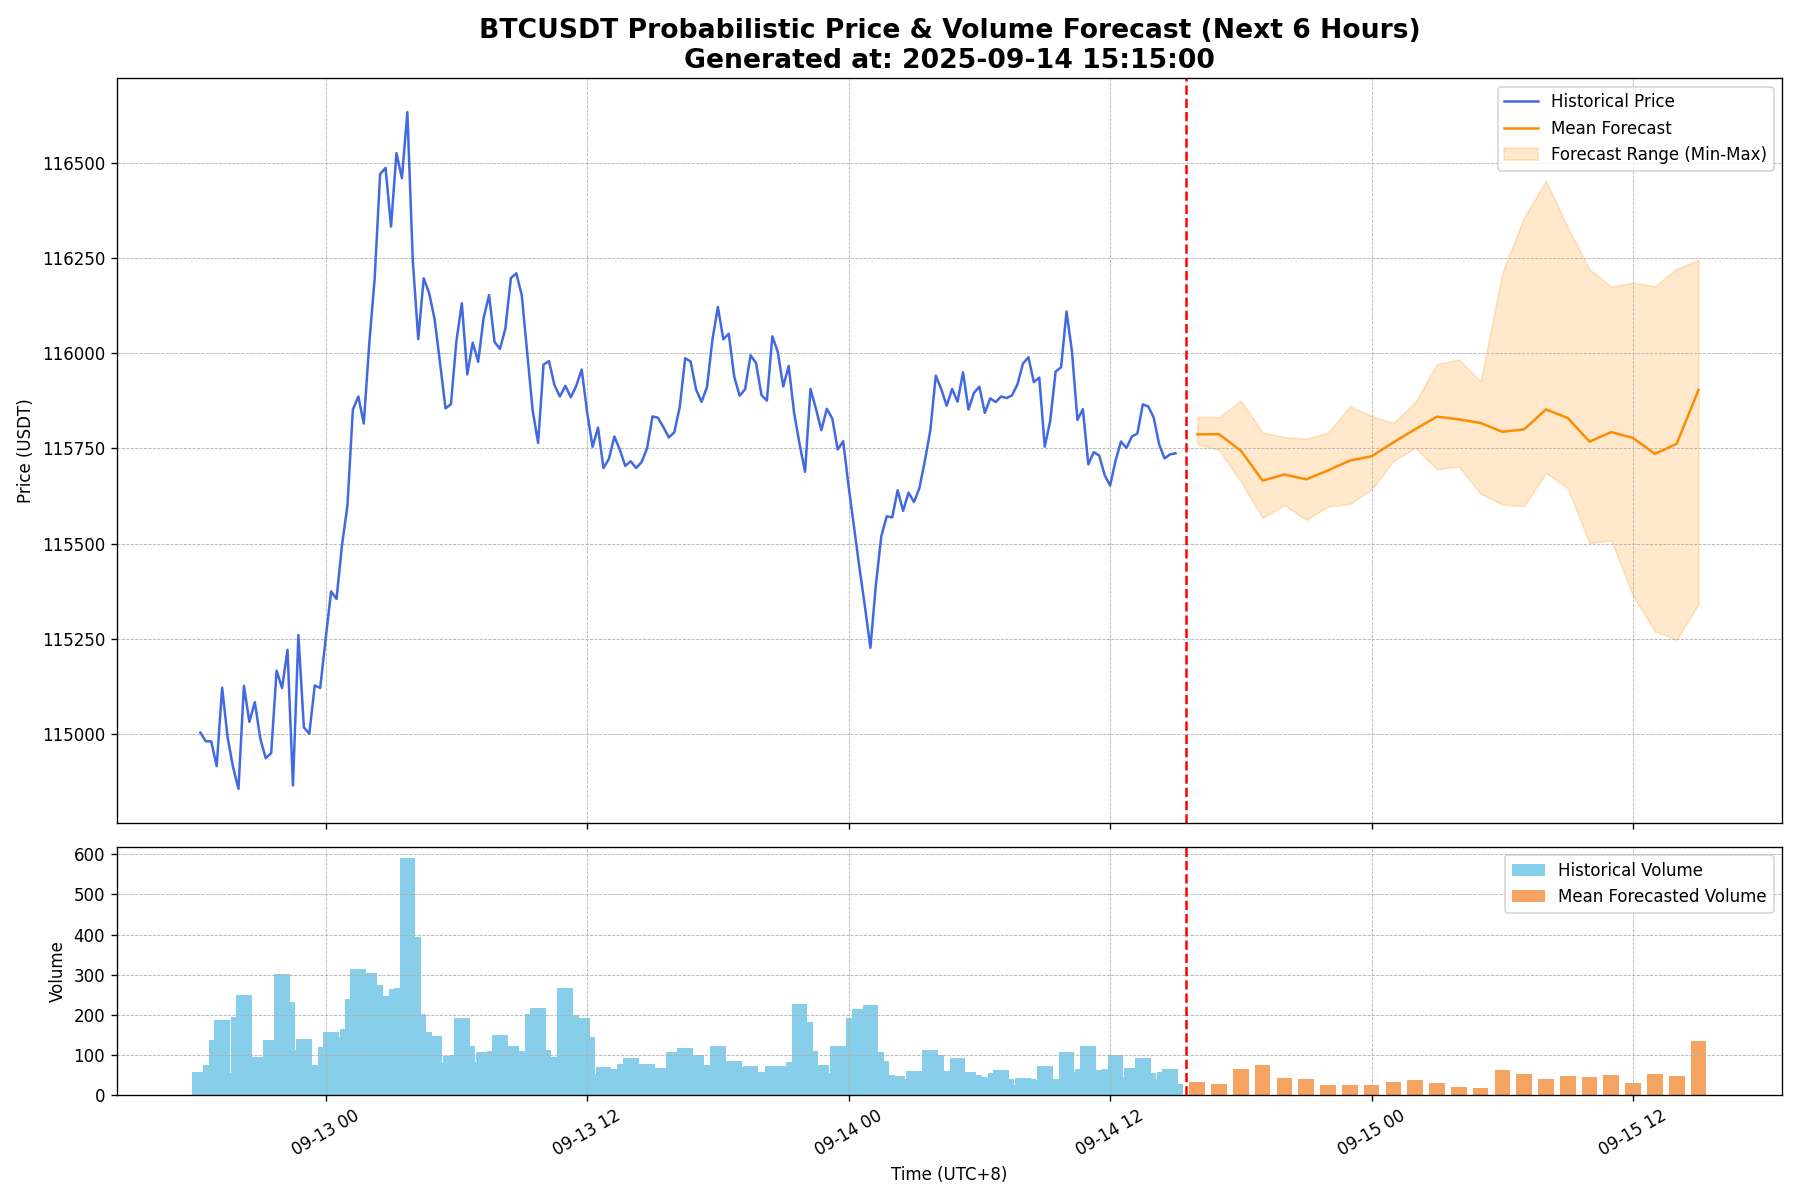 BTCUSDT Probabilistic Price & Volume Forecast (Next 6 Hours)
Generated at: 2025-09-14 15:15:00
Historical Price
Mean Forecast
Forecast Range (Min-Max)
116500
116250
116000
115750
115500
115250
115000
Price (USDT)
Historical Volume
Mean Forecasted Volume
600
500
400
300
200
100
0
Volume
09-13 00
09-13 12
09-14 00
09-14 12
09-15 00
09-15 12
Time (UTC+8)